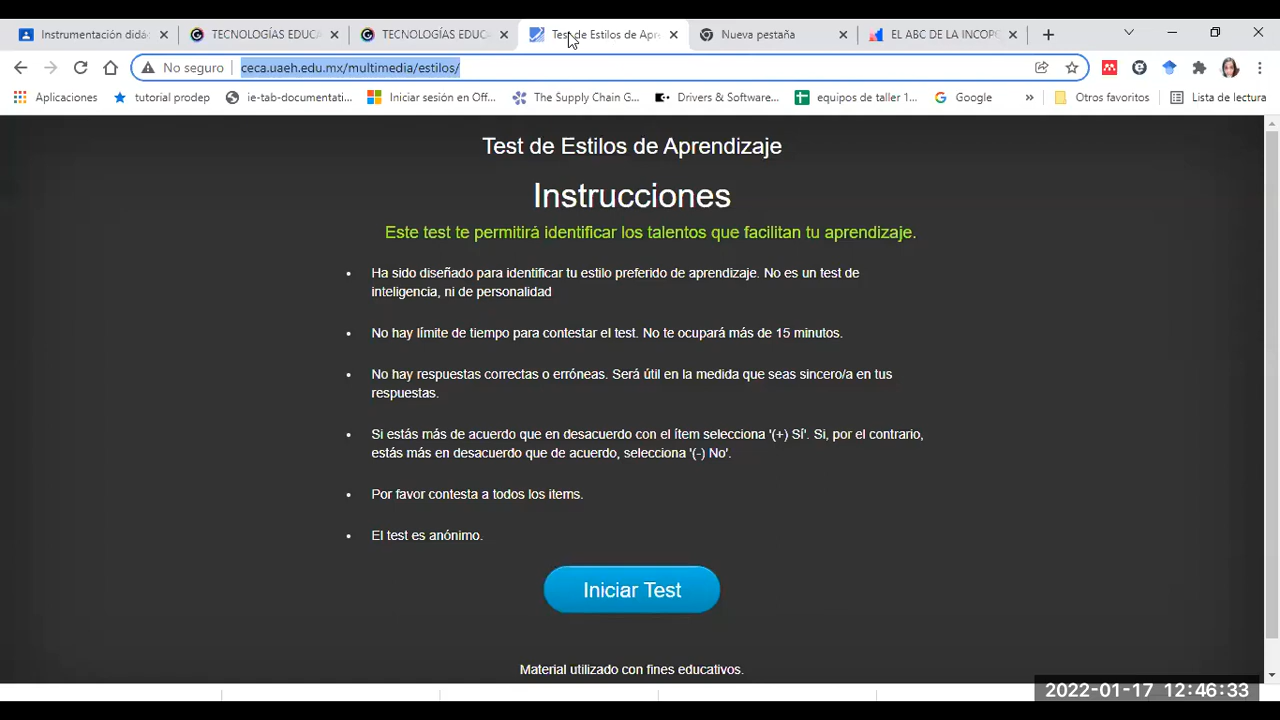 Instrumentación didác
TECNOLOGÍAS EDUCA
TECNOLOGÍAS EDUCA
Test de Estilos de Apre
Nueva pestaña
EL ABC DE LA INCOPO
No seguro
ceca.uaeh.edu.mx/multimedia/estilos/
Aplicaciones
tutorial prodep
ie-tab-documentati...
Iniciar sesión en Off...
The Supply Chain G...
Drivers & Software...
equipos de taller 1...
Google
»
Otros favoritos
Lista de lectura
Test de Estilos de Aprendizaje
Instrucciones
Este test te permitirá identificar los talentos que facilitan tu aprendizaje.
• Ha sido diseñado para identificar tu estilo preferido de aprendizaje. No es un test de
inteligencia, ni de personalidad
• No hay límite de tiempo para contestar el test. No te ocupará más de 15 minutos.
• No hay respuestas correctas o erróneas. Será útil en la medida que seas sincero/a en tus
respuestas.
• Si estás más de acuerdo que en desacuerdo con el ítem selecciona '(+) Sí'. Si, por el contrario,
estás más en desacuerdo que de acuerdo, selecciona '(-) No'.
• Por favor contesta a todos los items.
• El test es anónimo.
Iniciar Test
Material utilizado con fines educativos.
2022-01-17 12:46:33